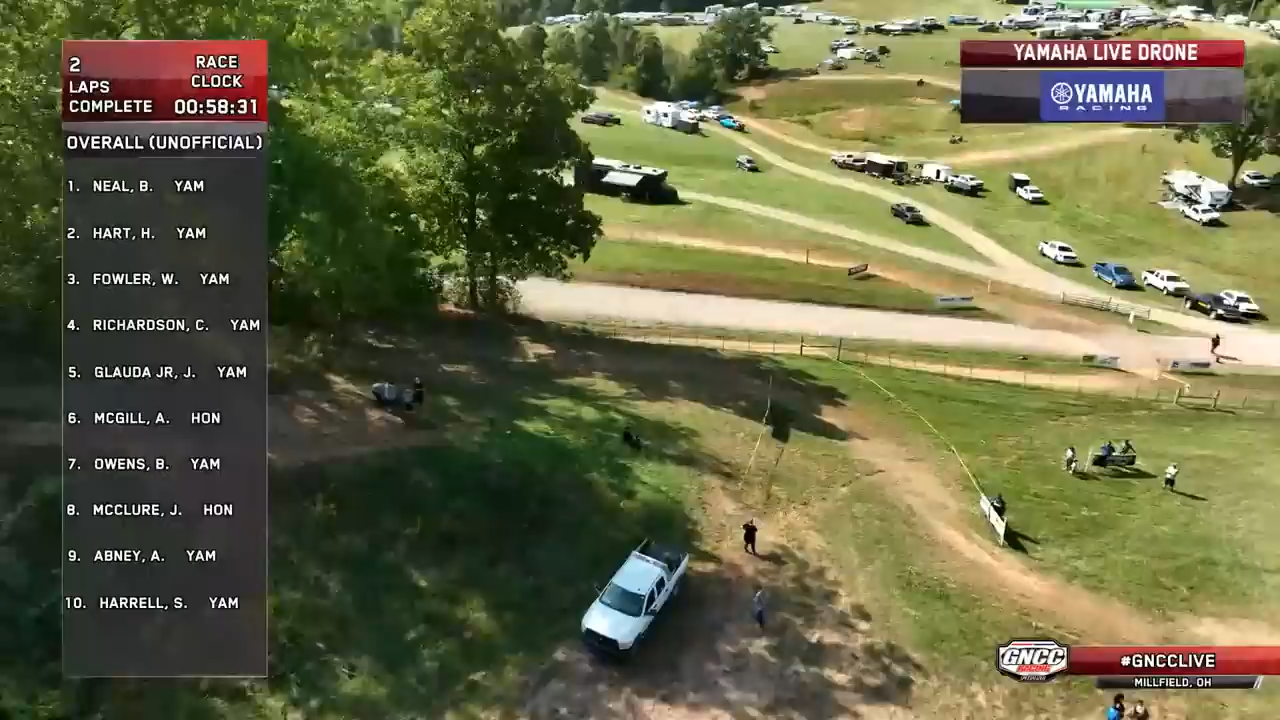 2
LAPS
COMPLETE
RACE
CLOCK
00:58:31
OVERALL (UNOFFICIAL)
1. NEAL, B. YAM
2. HART, H. YAM
3. FOWLER, W. YAM
4. RICHARDSON, C. YAM
5. GLAUDA JR, J. YAM
6. MCGILL, A. HON
7. OWENS, B. YAM
8. MCCLURE, J. HON
9. ABNEY, A. YAM
10. HARRELL, S. YAM
YAMAHA LIVE DRONE
YAMAHA
RACING
GNCC
RACING
#GNCCLIVE
MILLFIELD, OH